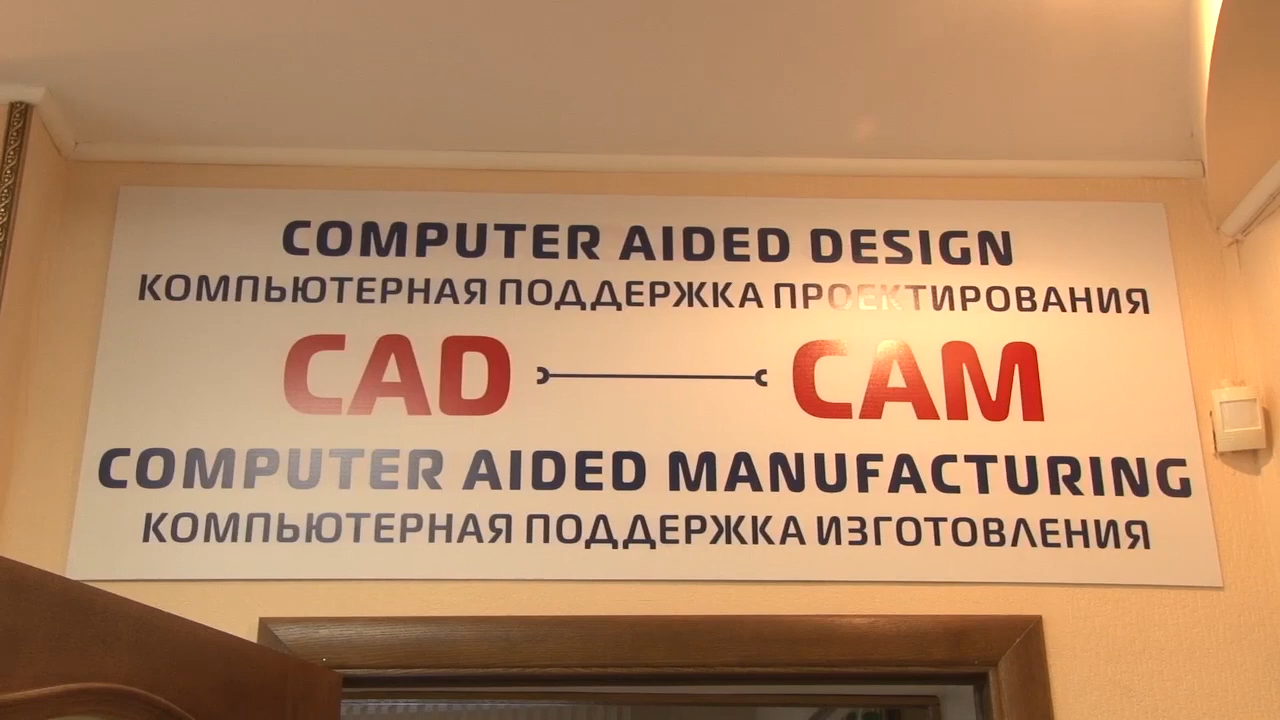 COMPUTER AIDED DESIGN
КОМПЬЮТЕРНАЯ ПОДДЕРЖКА ПРОЕКТИРОВАНИЯ
CAD CAM
COMPUTER AIDED MANUFACTURING
КОМПЬЮТЕРНАЯ ПОДДЕРЖКА ИЗГОТОВЛЕНИЯ